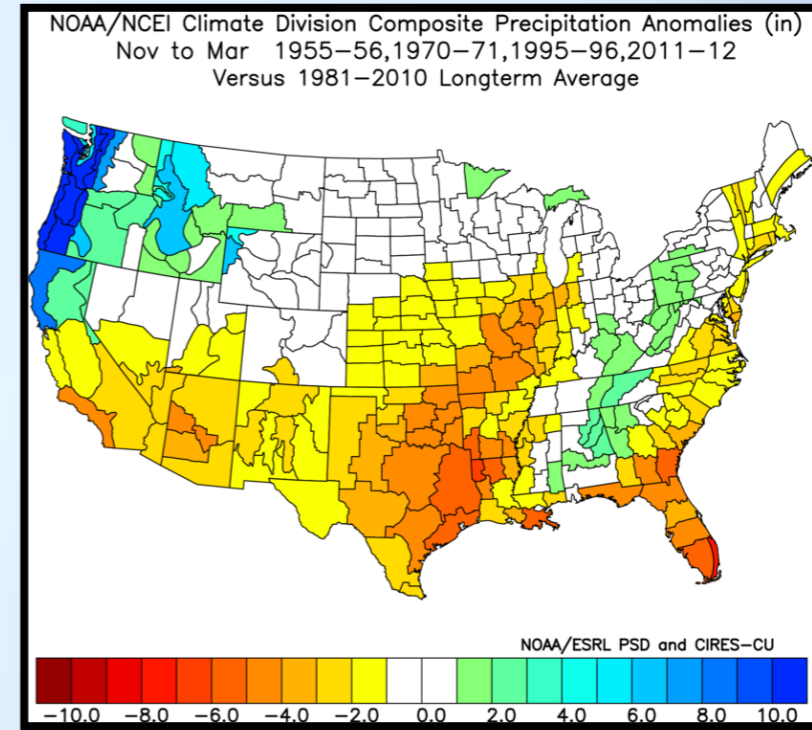 NOAA/NCEI Climate Division Composite Precipitation Anomalies (in)
Nov to Mar 1955-56,1970-71,1995-96,2011-12
Versus 1981-2010 Longterm Average
NOAA/ESRL PSD and CIRES-CU
-10.0 -8.0 -6.0 -4.0 -2.0 0.0 2.0 4.0 6.0 8.0 10.0